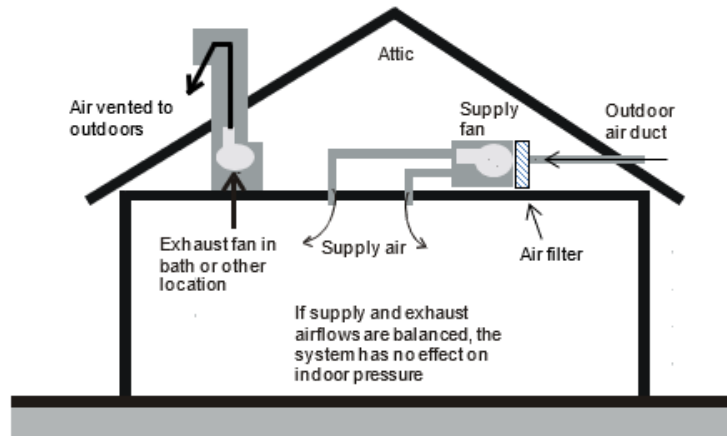 Attic
Air vented to
outdoors
Supply
fan
Outdoor
air duct
Exhaust fan in
bath or other
location
Supply air
Air filter
If supply and exhaust
airflows are balanced, the
system has no effect on
indoor pressure